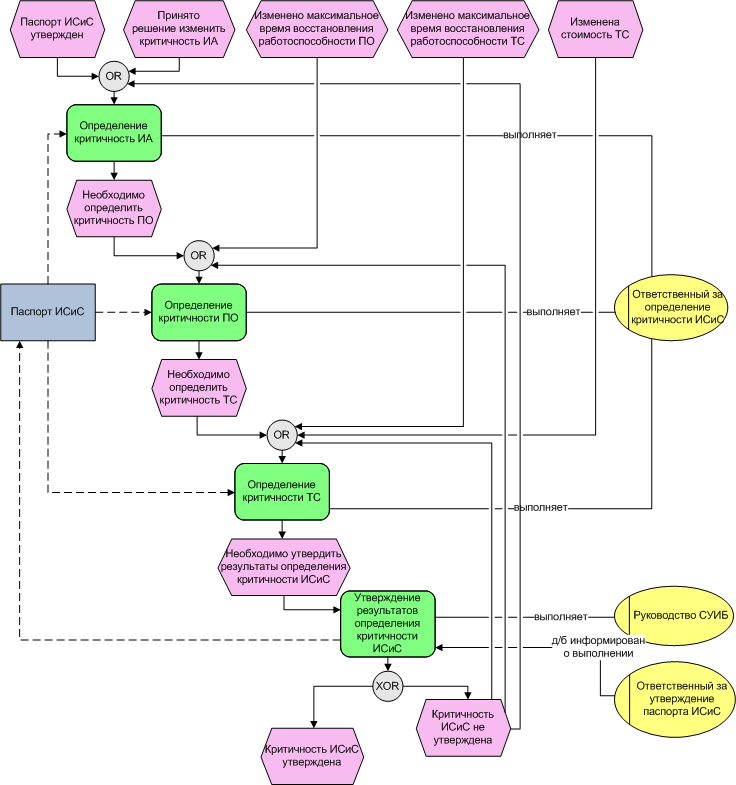 Паспорт ИСиС
утвержден
Принято
решение изменить
критичность ИА
Изменено максимальное
время восстановления
работоспособности ПО
Изменено максимальное
время восстановления
работоспособности ТС
Изменена
стоимость ТС
OR
Определение
критичность ИА
выполняет
Необходимо
определить
критичность ПО
OR
Паспорт ИСиС
Определение
критичности ПО
выполняет
Ответственный за
определение
критичности ИСиС
Необходимо
определить
критичность ТС
OR
Определение
критичности ТС
выполняет
Необходимо утвердить
результаты определения
критичности ИСиС
Утверждение
результатов
определения
критичности
ИСиС
выполняет
Руководство СУИБ
д/б информирован
о выполнении
Ответственный за
утверждение
паспорта ИСиС
XOR
Критичность
ИСиС не
утверждена
Критичность ИСиС
утверждена